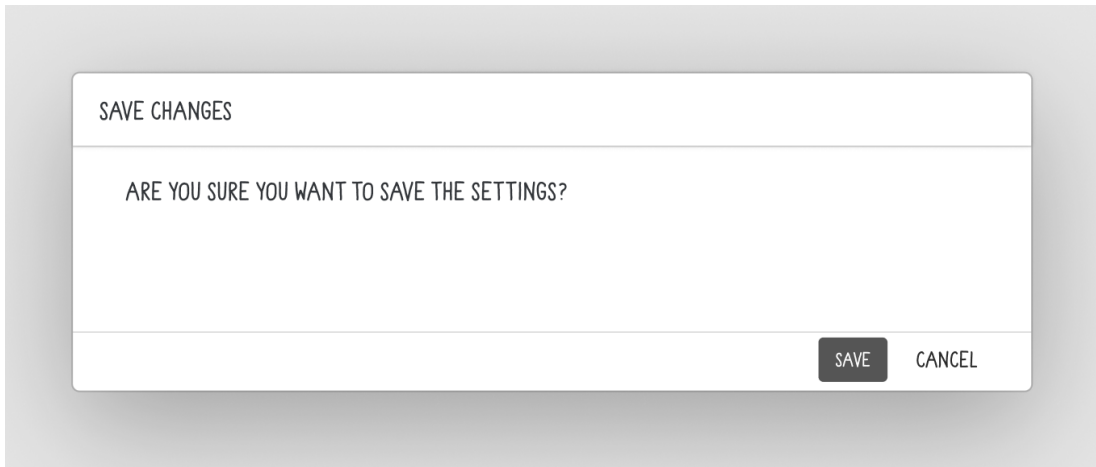 SAVE CHANGES
ARE YOU SURE YOU WANT TO SAVE THE SETTINGS?
SAVE CANCEL